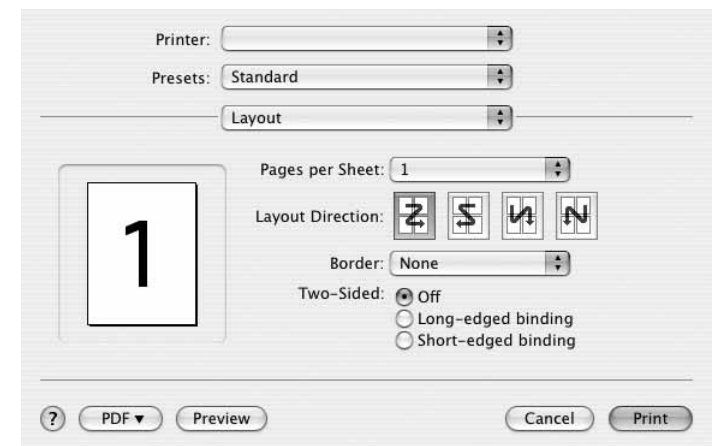 Printer:
Presets: Standard
Layout
Pages per Sheet: 1
Layout Direction:
1
Border: None
Two-Sided: Off
Long-edged binding
Short-edged binding
? PDF▼ Preview Cancel Print